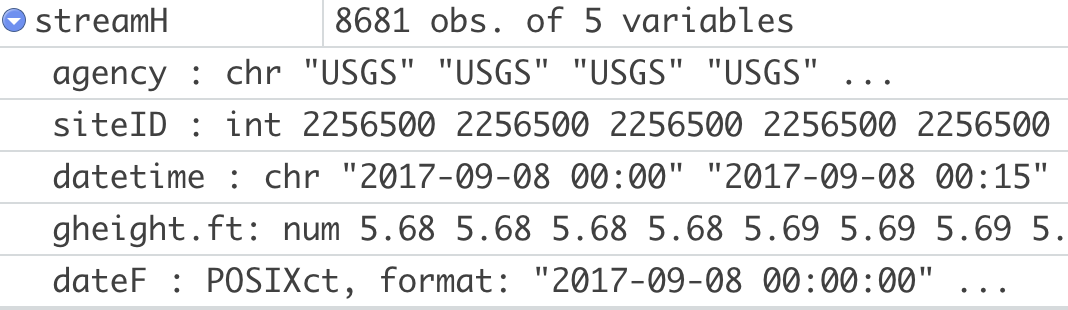 streamH 8681 obs. of 5 variables
agency : chr "USGS" "USGS" "USGS" "USGS" ...
siteID : int 2256500 2256500 2256500 2256500 2256500
datetime : chr "2017-09-08 00:00" "2017-09-08 00:15"
gheight.ft: num 5.68 5.68 5.68 5.68 5.69 5.69 5.69 5.
dateF : POSIXct, format: "2017-09-08 00:00:00" ...